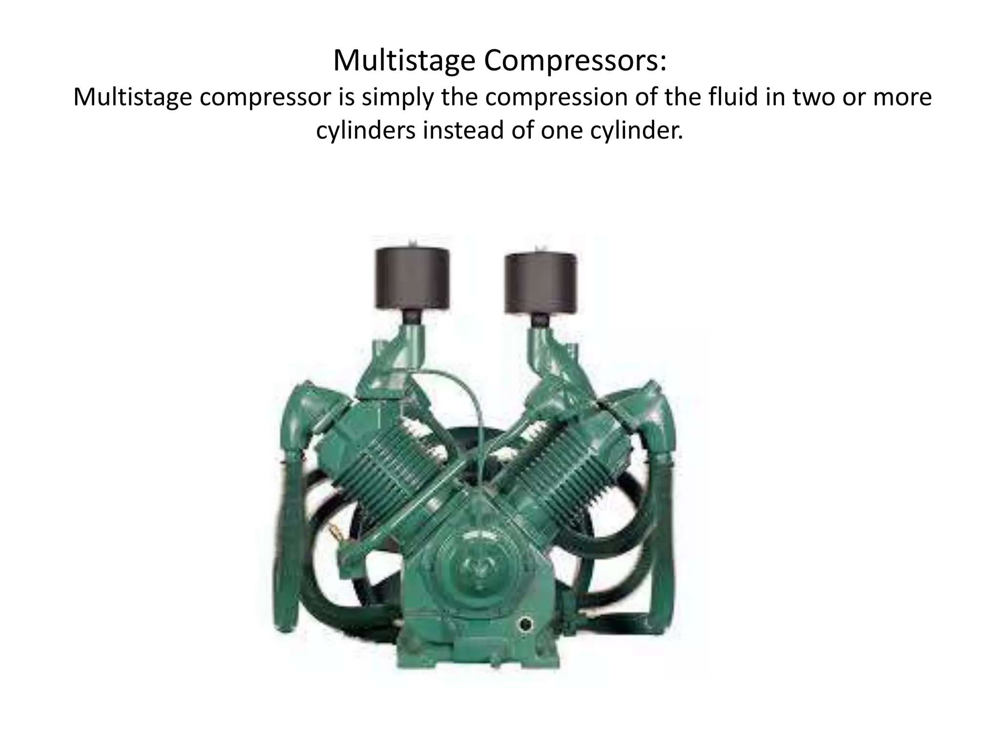 Multistage Compressors:
Multistage compressor is simply the compression of the fluid in two or more
cylinders instead of one cylinder.